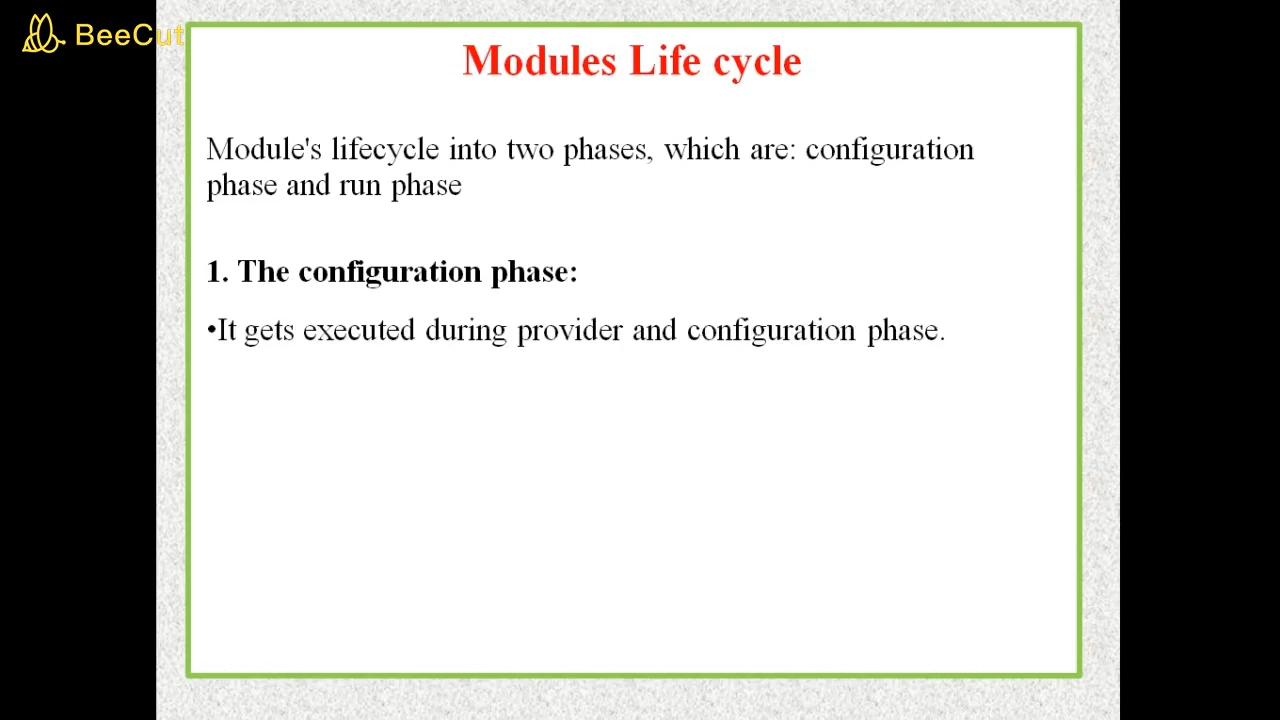 BeeCut
Modules Life cycle
Module's lifecycle into two phases, which are: configuration
phase and run phase
1. The configuration phase:
•It gets executed during provider and configuration phase.